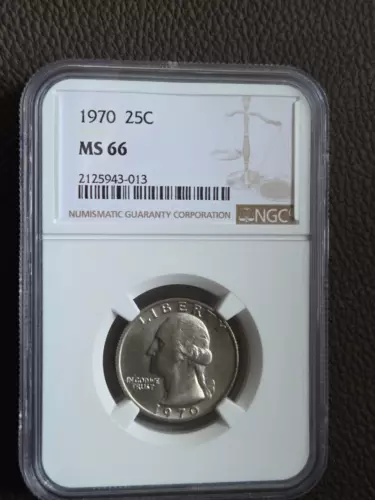 1970 25C
MS 66
2125943-013
NUMISMATIC GUARANTY CORPORATION NGC
LIBERTY
IN GOD WE
TRUST
1970